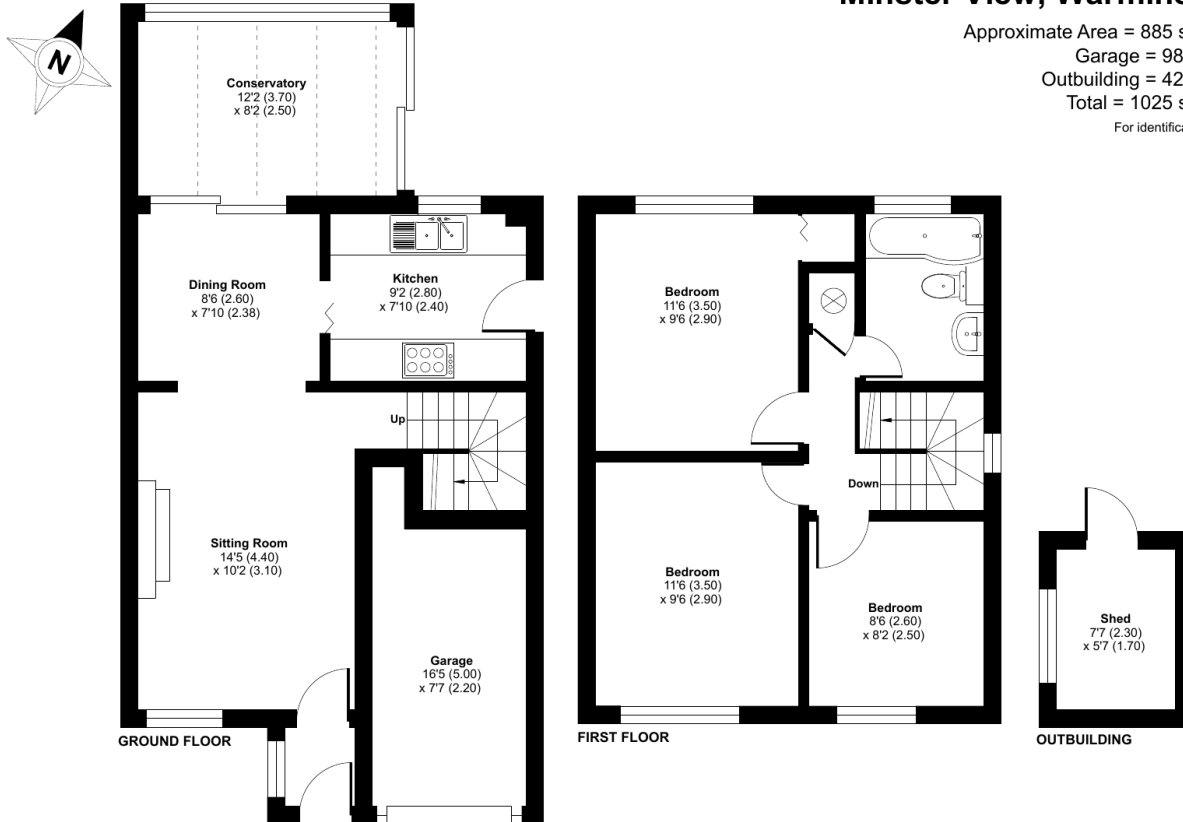 Minster View, Warmins
Approximate Area = 885 s
Garage = 98
Outbuilding = 42
Total = 1025 s
For identifica
N
Conservatory
12'2 (3.70)
x 8'2 (2.50)
Dining Room
8'6 (2.60)
x 7'10 (2.38)
Kitchen
9'2 (2.80)
x 7'10 (2.40)
Up
Sitting Room
14'5 (4.40)
x 10'2 (3.10)
Garage
16'5 (5.00)
x 7'7 (2.20)
GROUND FLOOR
Bedroom
11'6 (3.50)
x 9'6 (2.90)
Down
Bedroom
11'6 (3.50)
x 9'6 (2.90)
Bedroom
8'6 (2.60)
x 8'2 (2.50)
FIRST FLOOR
Shed
7'7 (2.30)
x 5'7 (1.70)
OUTBUILDING